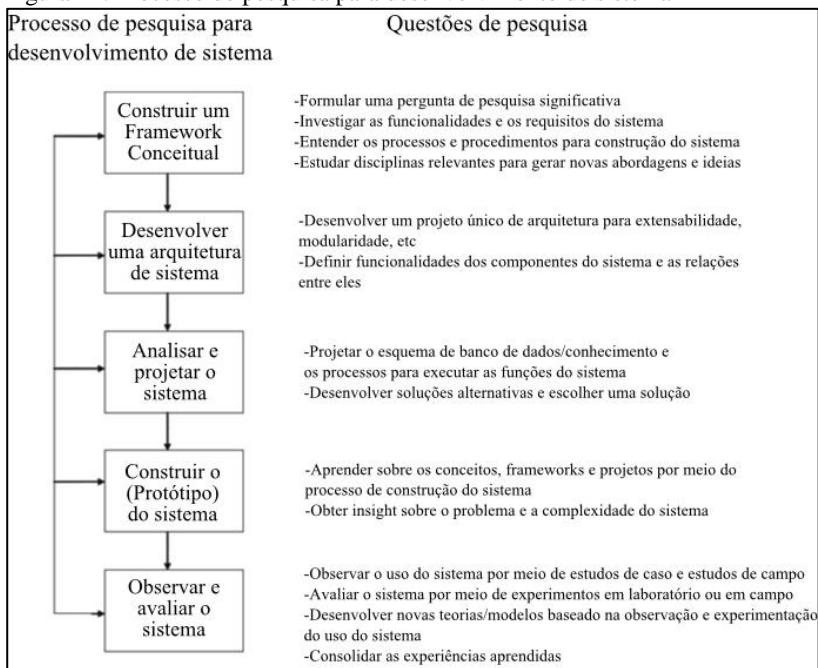 Processo de pesquisa para
desenvolvimento de sistema
Questões de pesquisa
Construir um
Framework
Conceitual
-Formular uma pergunta de pesquisa significativa
-Investigar as funcionalidades e os requisitos do sistema
-Entender os processos e procedimentos para construção do sistema
-Estudar disciplinas relevantes para gerar novas abordagens e ideias
Desenvolver
uma arquitetura
de sistema
-Desenvolver um projeto único de arquitetura para extensabilidade,
modularidade, etc
-Definir funcionalidades dos componentes do sistema e as relações
entre eles
Analisar e
projetar o
sistema
-Projetar o esquema de banco de dados/conhecimento e
os processos para executar as funções do sistema
-Desenvolver soluções alternativas e escolher uma solução
Construir o
(Protótipo)
do sistema
-Aprender sobre os conceitos, frameworks e projetos por meio do
processo de construção do sistema
-Obter insight sobre o problema e a complexidade do sistema
Observar e
avaliar o
sistema
-Observar o uso do sistema por meio de estudos de caso e estudos de campo
-Avaliar o sistema por meio de experimentos em laboratório ou em campo
-Desenvolver novas teorias/modelos baseado na observação e experimentação
do uso do sistema
-Consolidar as experiências aprendidas